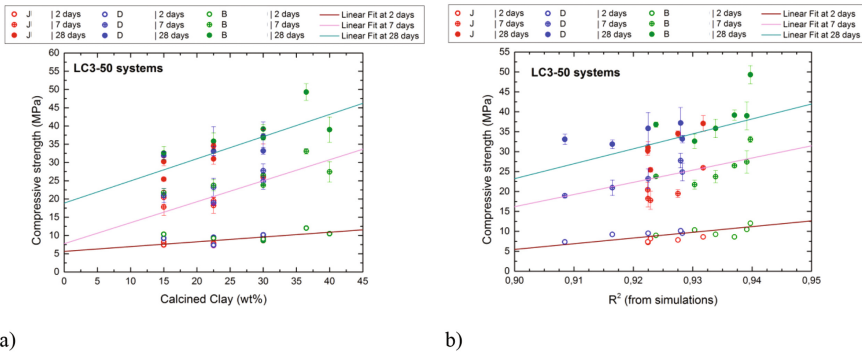 J | 2 days D | 2 days B | 2 days Linear Fit at 2 days
J | 7 days D | 7 days B | 7 days Linear Fit at 7 days
J | 28 days D | 28 days B | 28 days Linear Fit at 28 days
60
55
50
45
40
35
30
25
20
15
10
5
0
LC3-50 systems
Compressive strength (MPa)
0 5 10 15 20 25 30 35 40 45
Calcined Clay (wt%)
a)
J | 2 days D | 2 days B | 2 days Linear Fit at 2 days
J | 7 days D | 7 days B | 7 days Linear Fit at 7 days
J | 28 days D | 28 days B | 28 days Linear Fit at 28 days
55
50
45
40
35
30
25
20
15
10
5
0
LC3-50 systems
Compressive strength (MPa)
0,90 0,91 0,92 0,93 0,94 0,95
R² (from simulations)
b)